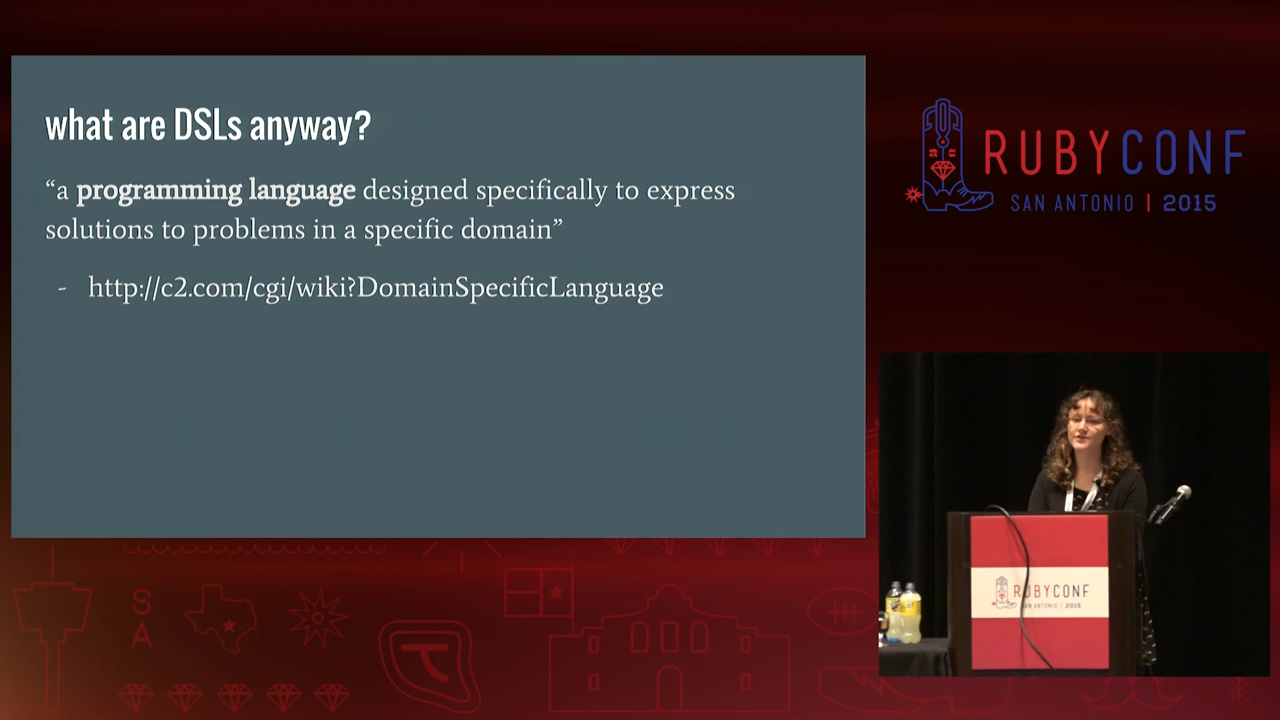 what are DSLs anyway?
“a programming language designed specifically to express
solutions to problems in a specific domain”
- http://c2.com/cgi/wiki?DomainSpecificLanguage
RUBYCONF
SAN ANTONIO | 2015
RUBYCONF
SAN ANTONIO | 2015
S
A